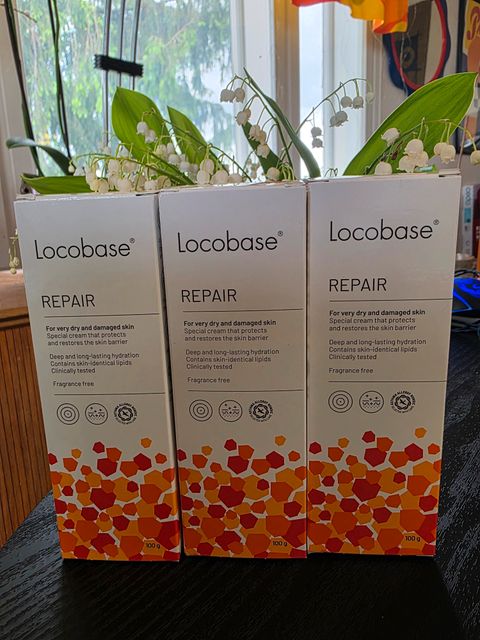 Locobase®
REPAIR
For very dry and damaged skin
Special cream that protects
and restores the skin barrier
Deep and long-lasting hydration
Contains skin-identical lipids
Clinically tested
Fragrance free
100 g
Locobase®
REPAIR
For very dry and damaged skin
Special cream that protects
and restores the skin barrier
Deep and long-lasting hydration
Contains skin-identical lipids
Clinically tested
Fragrance free
100 g
Locobase®
REPAIR
For very dry and damaged skin
Special cream that protects
and restores the skin barrier
Deep and long-lasting hydration
Contains skin-identical lipids
Clinically tested
Fragrance free
100 g